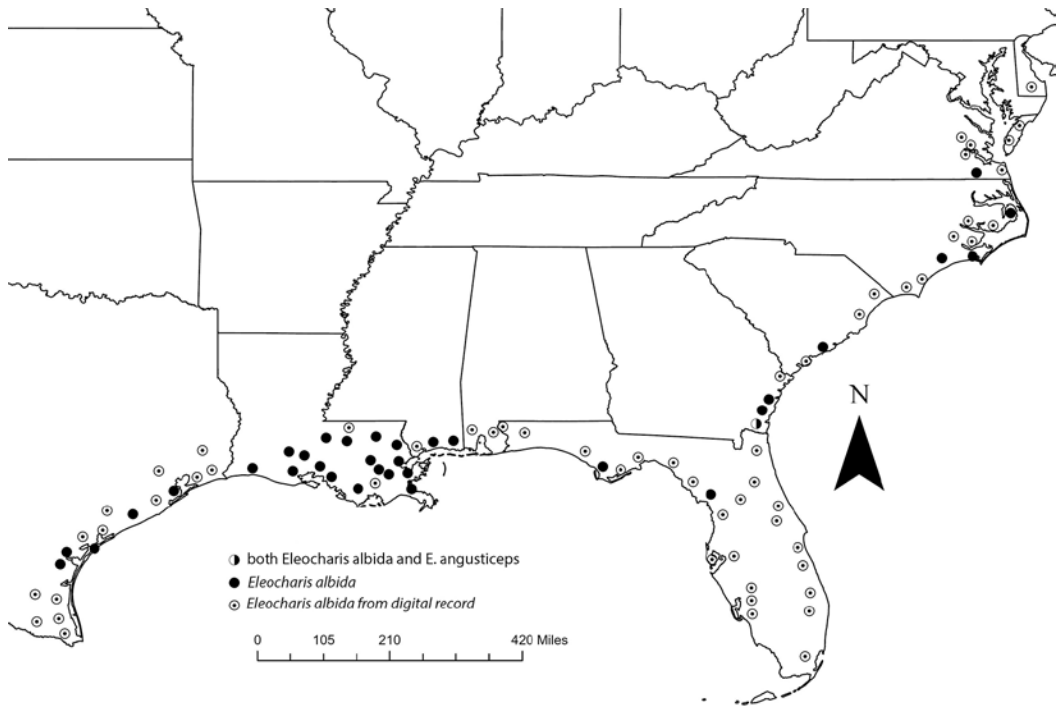 N
both Eleocharis albida and E. angusticeps
Eleocharis albida
Eleocharis albida from digital record
0 105 210 420 Miles